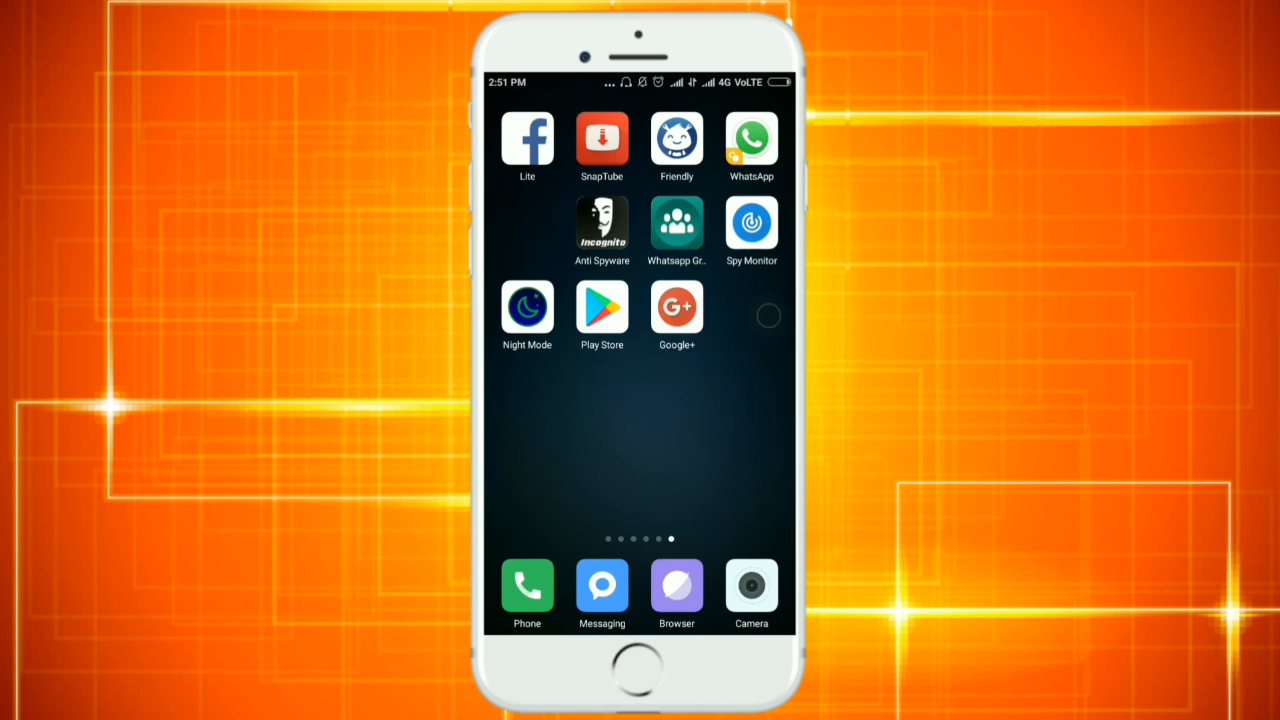 2:51 PM ... 4G VoLTE
Lite SnapTube Friendly WhatsApp
Incognito
Anti Spyware Whatsapp Gr.. Spy Monitor
G+
Night Mode Play Store Google+
Phone Messaging Browser Camera